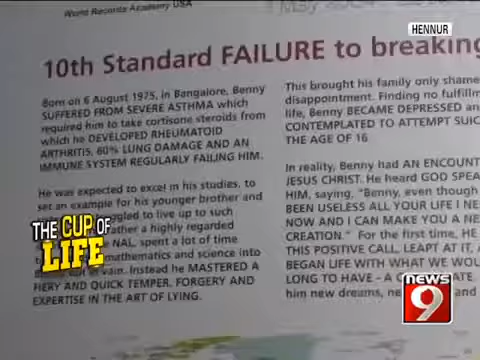 World Records Academy USA
HENNUR
10th Standard FAILURE to breaking
Born on 6 August 1975, in Bangalore, Benny
SUFFERED FROM SEVERE ASTHMA which
required him to take cortisone steroids from
which he DEVELOPED RHEUMATOID
ARTHRITIS, 60% LUNG DAMAGE AND AN
IMMUNE SYSTEM REGULARLY FAILING HIM.
He was expected to excel in his studies, to
set an example for his younger brother and
ggled to live up to such
ather a highly regarded
NAL, spent a lot of time
mathematics and science into
in vain. Instead he MASTERED A
FIERY AND QUICK TEMPER, FORGERY AND
EXPERTISE IN THE ART OF LYING.
This brought his family only shame
disappointment. Finding no fulfillm
life, Benny BECAME DEPRESSED and
CONTEMPLATED TO ATTEMPT SUIC
THE AGE OF 16.
In reality, Benny had AN ENCOUNT
JESUS CHRIST. He heard GOD SPEA
HIM, saying, "Benny, even though
BEEN USELESS ALL YOUR LIFE I NE
NOW AND I CAN MAKE YOU A NE
CREATION." For the first time, HE
THIS POSITIVE CALL, LEAPT AT IT, A
BEGAN LIFE WITH WHAT WE WOUL
LONG TO HAVE - A C ATE
him new dreams, ne and
THE CUP OF
LIFE
news
9